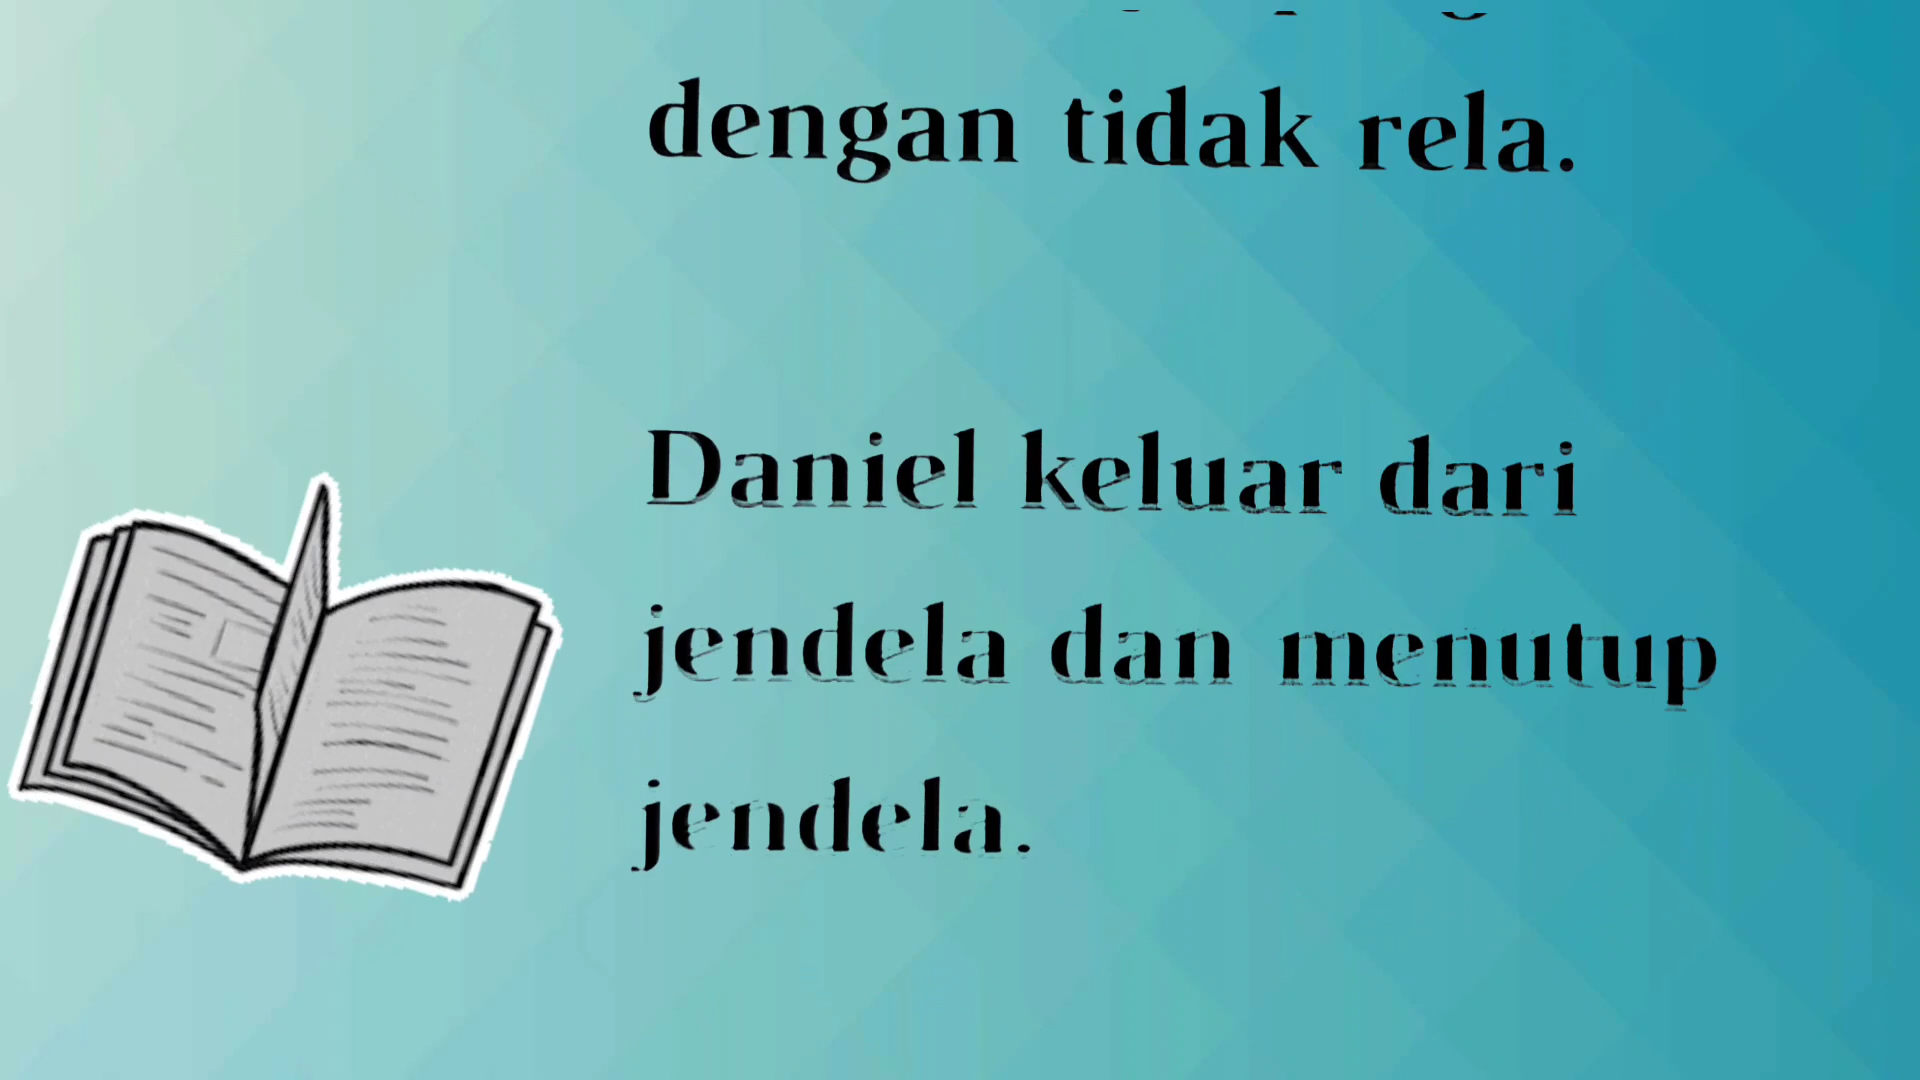 dengan tidak rela.
Daniel keluar dari
jendela dan menutup
jendela.